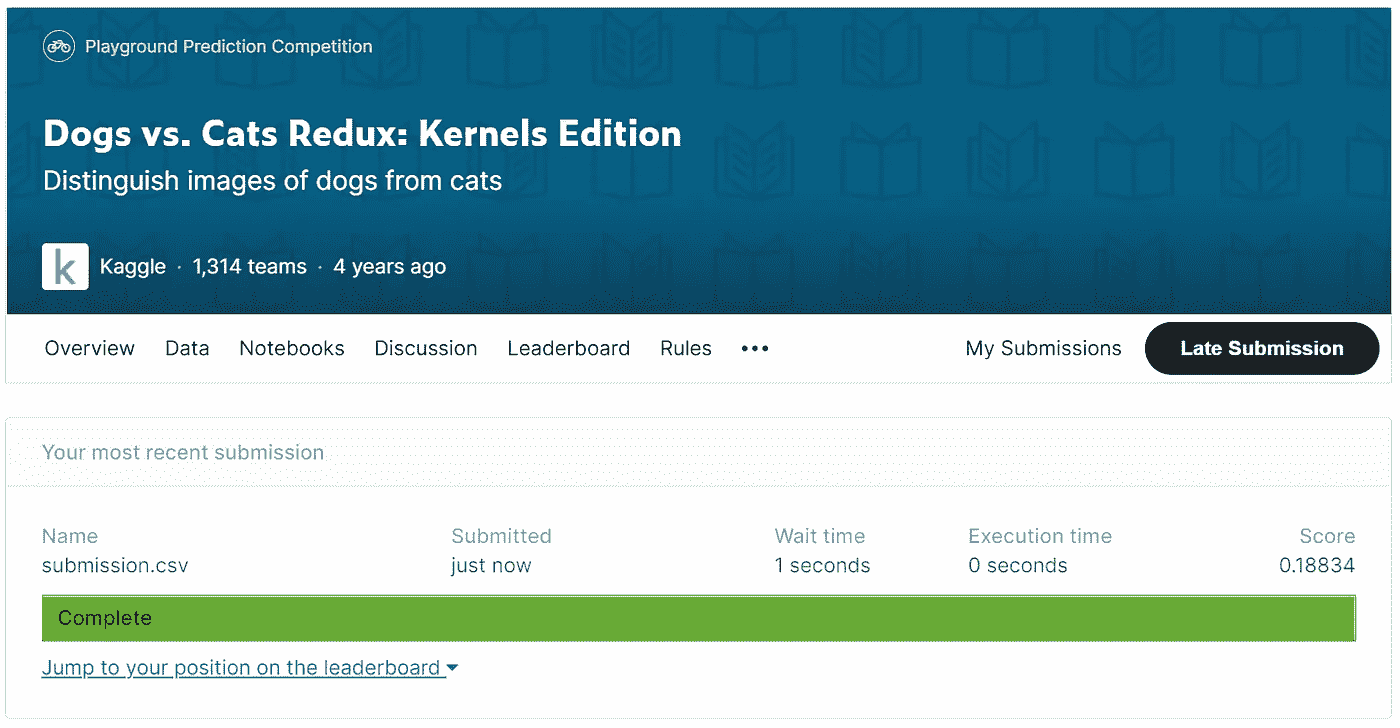 Playground Prediction Competition
Dogs vs. Cats Redux: Kernels Edition
Distinguish images of dogs from cats
k Kaggle · 1,314 teams · 4 years ago
Overview Data Notebooks Discussion Leaderboard Rules ••• My Submissions Late Submission
Your most recent submission
Name Submitted Wait time Execution time Score
submission.csv just now 1 seconds 0 seconds 0.18834
Complete
Jump to your position on the leaderboard